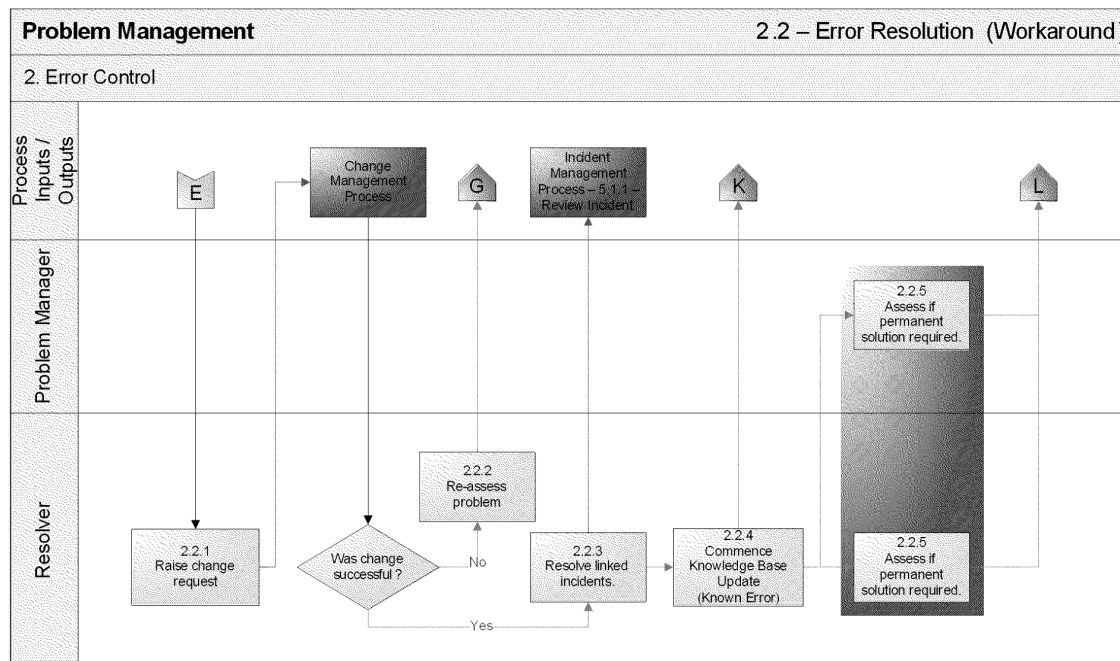 Problem Management
2.2 – Error Resolution (Workaround)
2. Error Control
Process
Inputs /
Outputs
E
Change
Management
Process
G
Incident
Management
Process – 5.1.1 –
Review Incident
K
L
Problem Manager
2.2.5
Assess if
permanent
solution required.
Resolver
2.2.1
Raise change
request
Was change
successful ?
2.2.2
Re-assess
problem
No
Yes
2.2.3
Resolve linked
incidents.
2.2.4
Commence
Knowledge Base
Update
(Known Error)
2.2.5
Assess if
permanent
solution required.